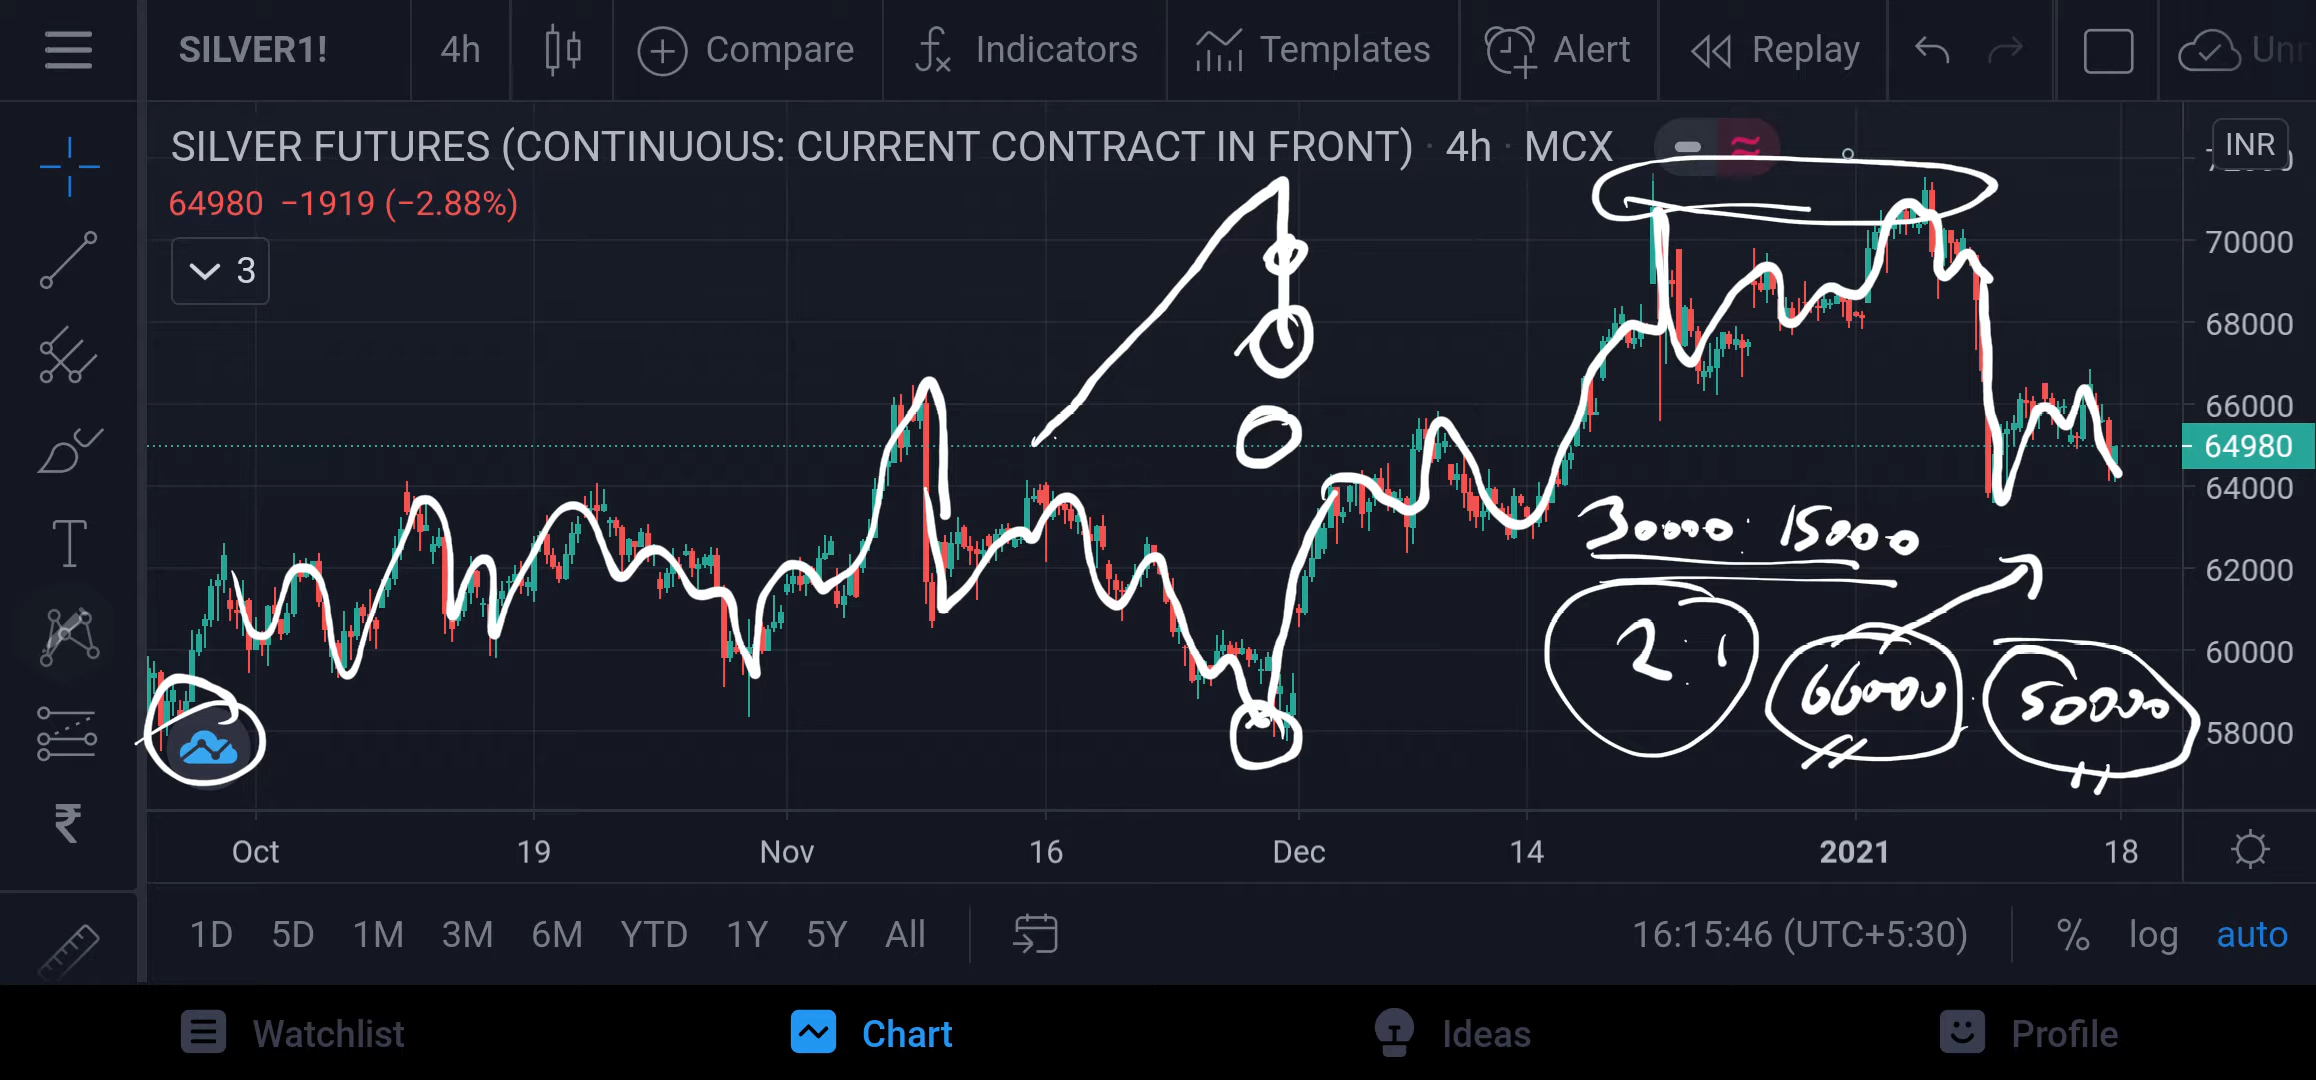 SILVER1! 4h Compare Indicators Templates Alert Replay
SILVER FUTURES (CONTINUOUS: CURRENT CONTRACT IN FRONT) · 4h · MCX INR
64980 −1919 (−2.88%)
3
70000
68000
66000
64980
64000
30000 : 15000
62000
2:1
60000
66000 50000
58000
Oct 19 Nov 16 Dec 14 2021 18
1D 5D 1M 3M 6M YTD 1Y 5Y All 16:15:46 (UTC+5:30) % log auto
Watchlist Chart Ideas Profile